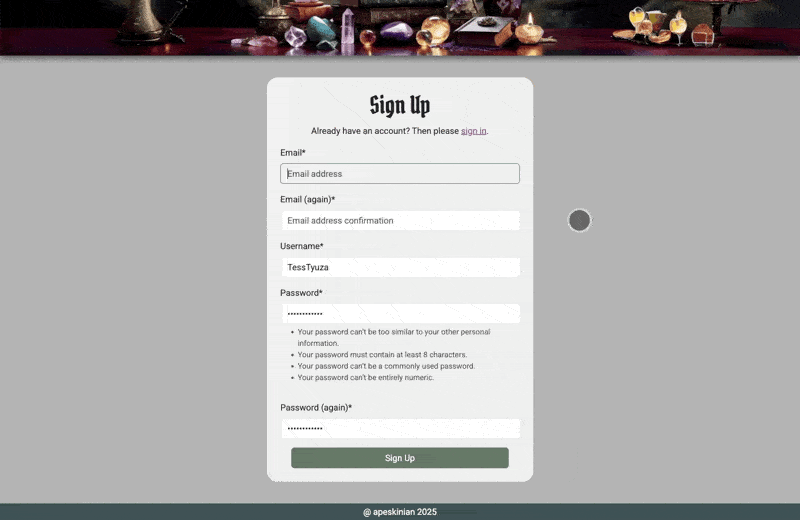 Sign Up
Already have an account? Then please sign in.
Email*
Email address
Email (again)*
Email address confirmation
Username*
TessTyuza
Password*
••••••••••••
• Your password can't be too similar to your other personal
information.
• Your password must contain at least 8 characters.
• Your password can't be a commonly used password.
• Your password can't be entirely numeric.
Password (again)*
••••••••••••
Sign Up
@ apeskinian 2025